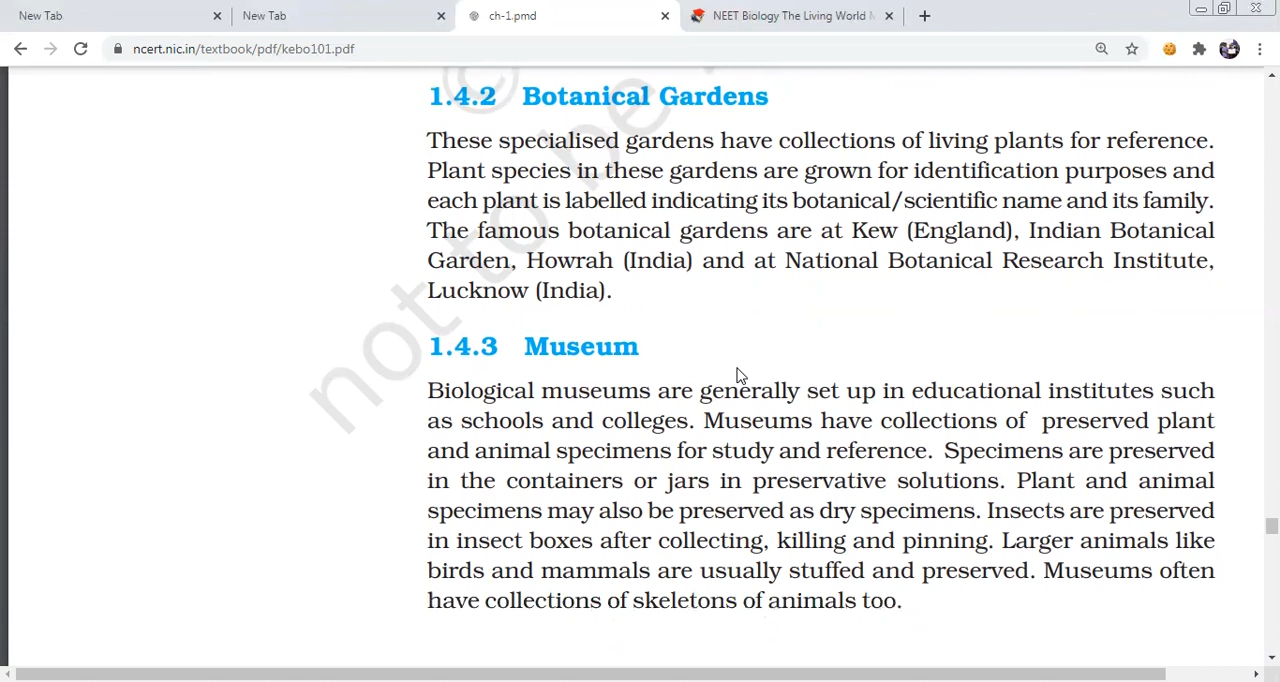 New Tab
New Tab
ch-1.pmd
NEET Biology The Living World M
ncert.nic.in/textbook/pdf/kebo101.pdf
©
not to be
1.4.2 Botanical Gardens
These specialised gardens have collections of living plants for reference.
Plant species in these gardens are grown for identification purposes and
each plant is labelled indicating its botanical/scientific name and its family.
The famous botanical gardens are at Kew (England), Indian Botanical
Garden, Howrah (India) and at National Botanical Research Institute,
Lucknow (India).
1.4.3 Museum
Biological museums are generally set up in educational institutes such
as schools and colleges. Museums have collections of preserved plant
and animal specimens for study and reference. Specimens are preserved
in the containers or jars in preservative solutions. Plant and animal
specimens may also be preserved as dry specimens. Insects are preserved
in insect boxes after collecting, killing and pinning. Larger animals like
birds and mammals are usually stuffed and preserved. Museums often
have collections of skeletons of animals too.